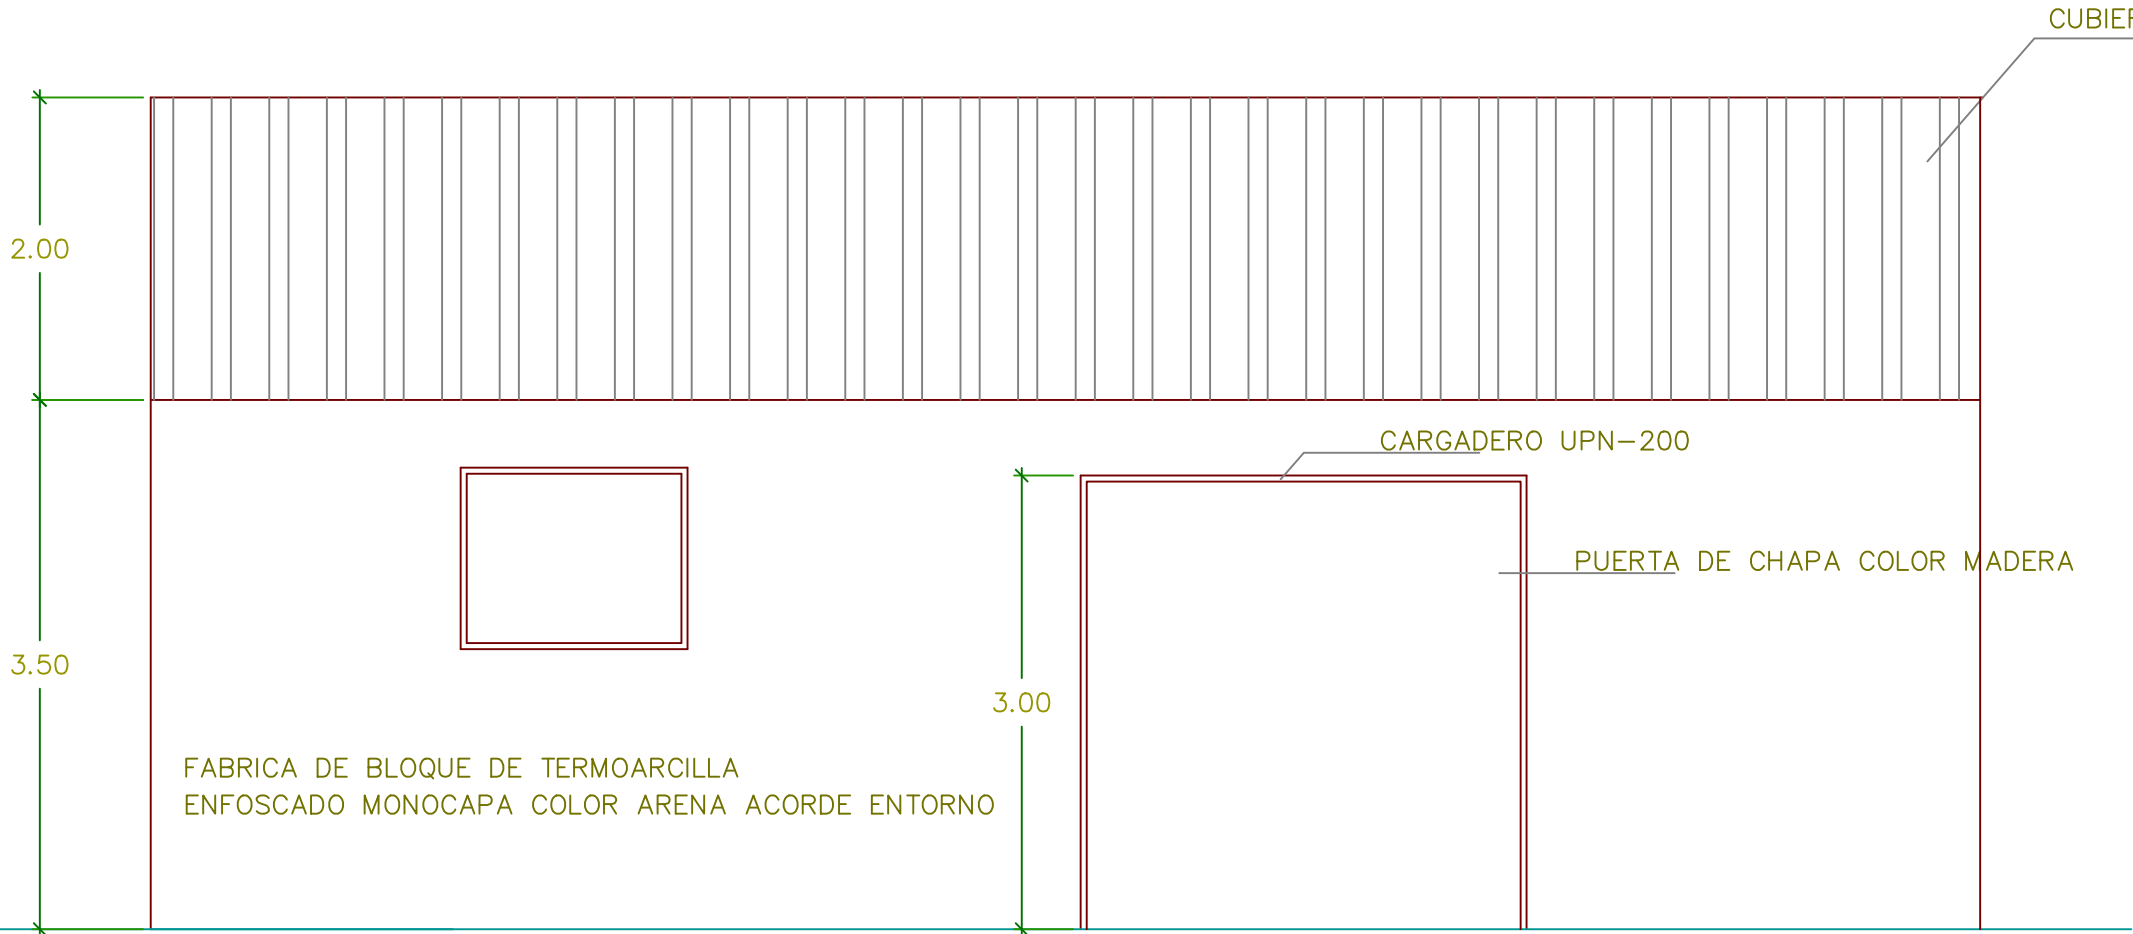 2.00
CARGADERO UPN-200
PUERTA DE CHAPA COLOR MADERA
3.50
3.00
FABRICA DE BLOQUE DE TERMOARCILLA
ENFOSCADO MONOCAPA COLOR ARENA ACORDE ENTORNO